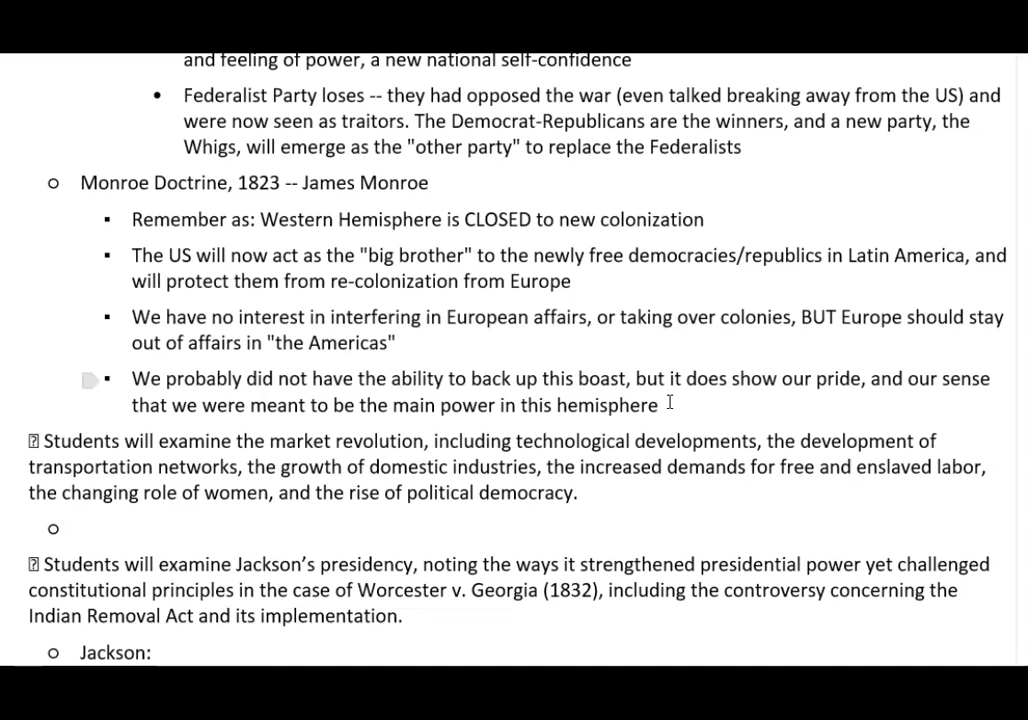 and feeling of power, a new national self-confidence
• Federalist Party loses -- they had opposed the war (even talked breaking away from the US) and
were now seen as traitors. The Democrat-Republicans are the winners, and a new party, the
Whigs, will emerge as the "other party" to replace the Federalists
o Monroe Doctrine, 1823 -- James Monroe
▪ Remember as: Western Hemisphere is CLOSED to new colonization
▪ The US will now act as the "big brother" to the newly free democracies/republics in Latin America, and
will protect them from re-colonization from Europe
▪ We have no interest in interfering in European affairs, or taking over colonies, BUT Europe should stay
out of affairs in "the Americas"
▪ We probably did not have the ability to back up this boast, but it does show our pride, and our sense
that we were meant to be the main power in this hemisphere
Students will examine the market revolution, including technological developments, the development of
transportation networks, the growth of domestic industries, the increased demands for free and enslaved labor,
the changing role of women, and the rise of political democracy.
o
Students will examine Jackson’s presidency, noting the ways it strengthened presidential power yet challenged
constitutional principles in the case of Worcester v. Georgia (1832), including the controversy concerning the
Indian Removal Act and its implementation.
o Jackson: